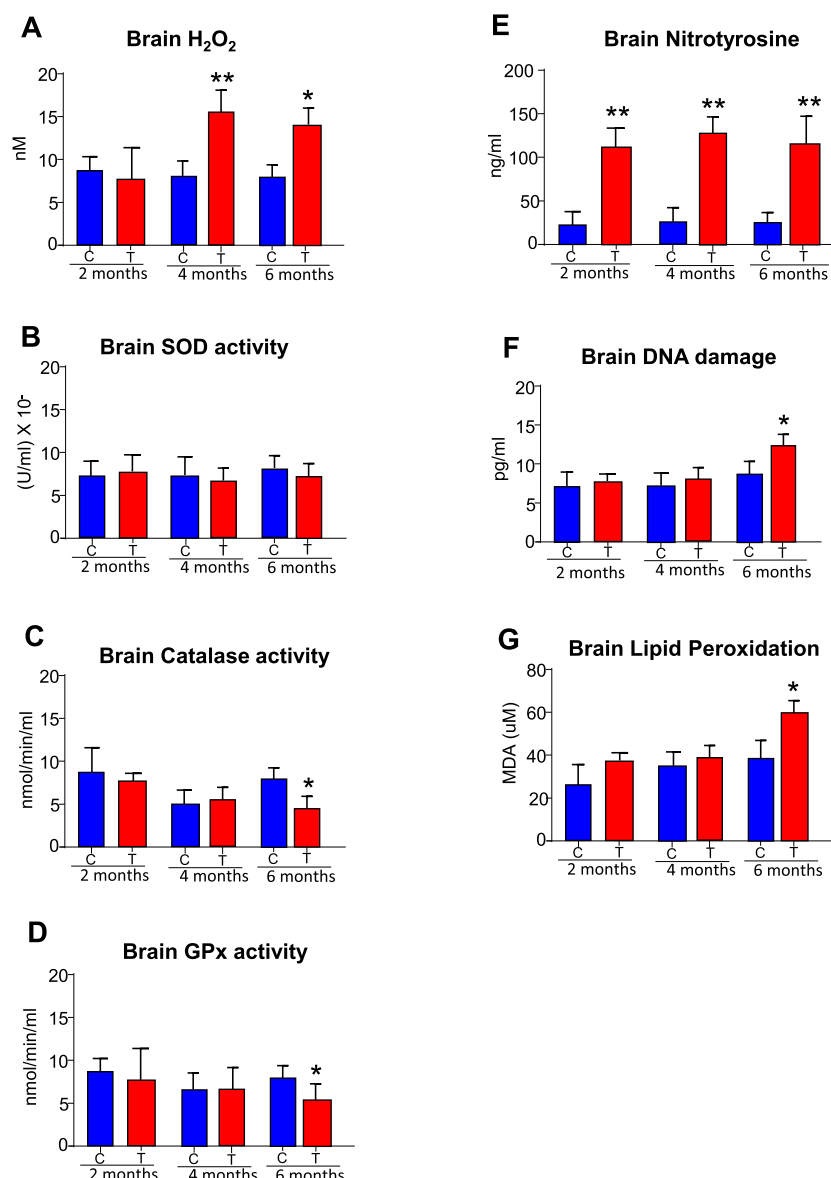 A
Brain H₂O₂
20
15
10
5
0
nM
**
*
C T C T C T
2 months 4 months 6 months
B
Brain SOD activity
20
15
10
5
0
(U/ml) X 10-
C T C T C T
2 months 4 months 6 months
C
Brain Catalase activity
20
15
10
5
0
nmol/min/ml
*
C T C T C T
2 months 4 months 6 months
D
Brain GPx activity
20
15
10
5
0
nmol/min/ml
*
C T C T C T
2 months 4 months 6 months
E
Brain Nitrotyrosine
200
150
100
50
0
ng/ml
** ** **
C T C T C T
2 months 4 months 6 months
F
Brain DNA damage
20
15
10
5
0
pg/ml
*
C T C T C T
2 months 4 months 6 months
G
Brain Lipid Peroxidation
80
60
40
20
0
MDA (uM)
*
C T C T C T
2 months 4 months 6 months